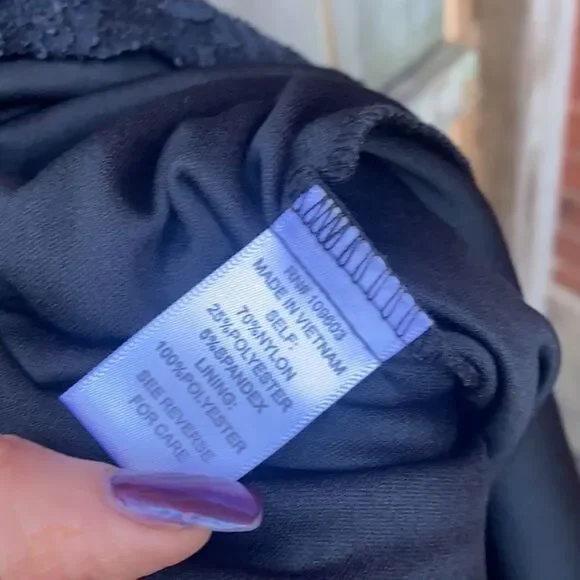 RN# 109603
MADE IN VIETNAM
SELF:
70%NYLON
25%POLYESTER
5%SPANDEX
LINING:
100%POLYESTER
SEE REVERSE
FOR CARE